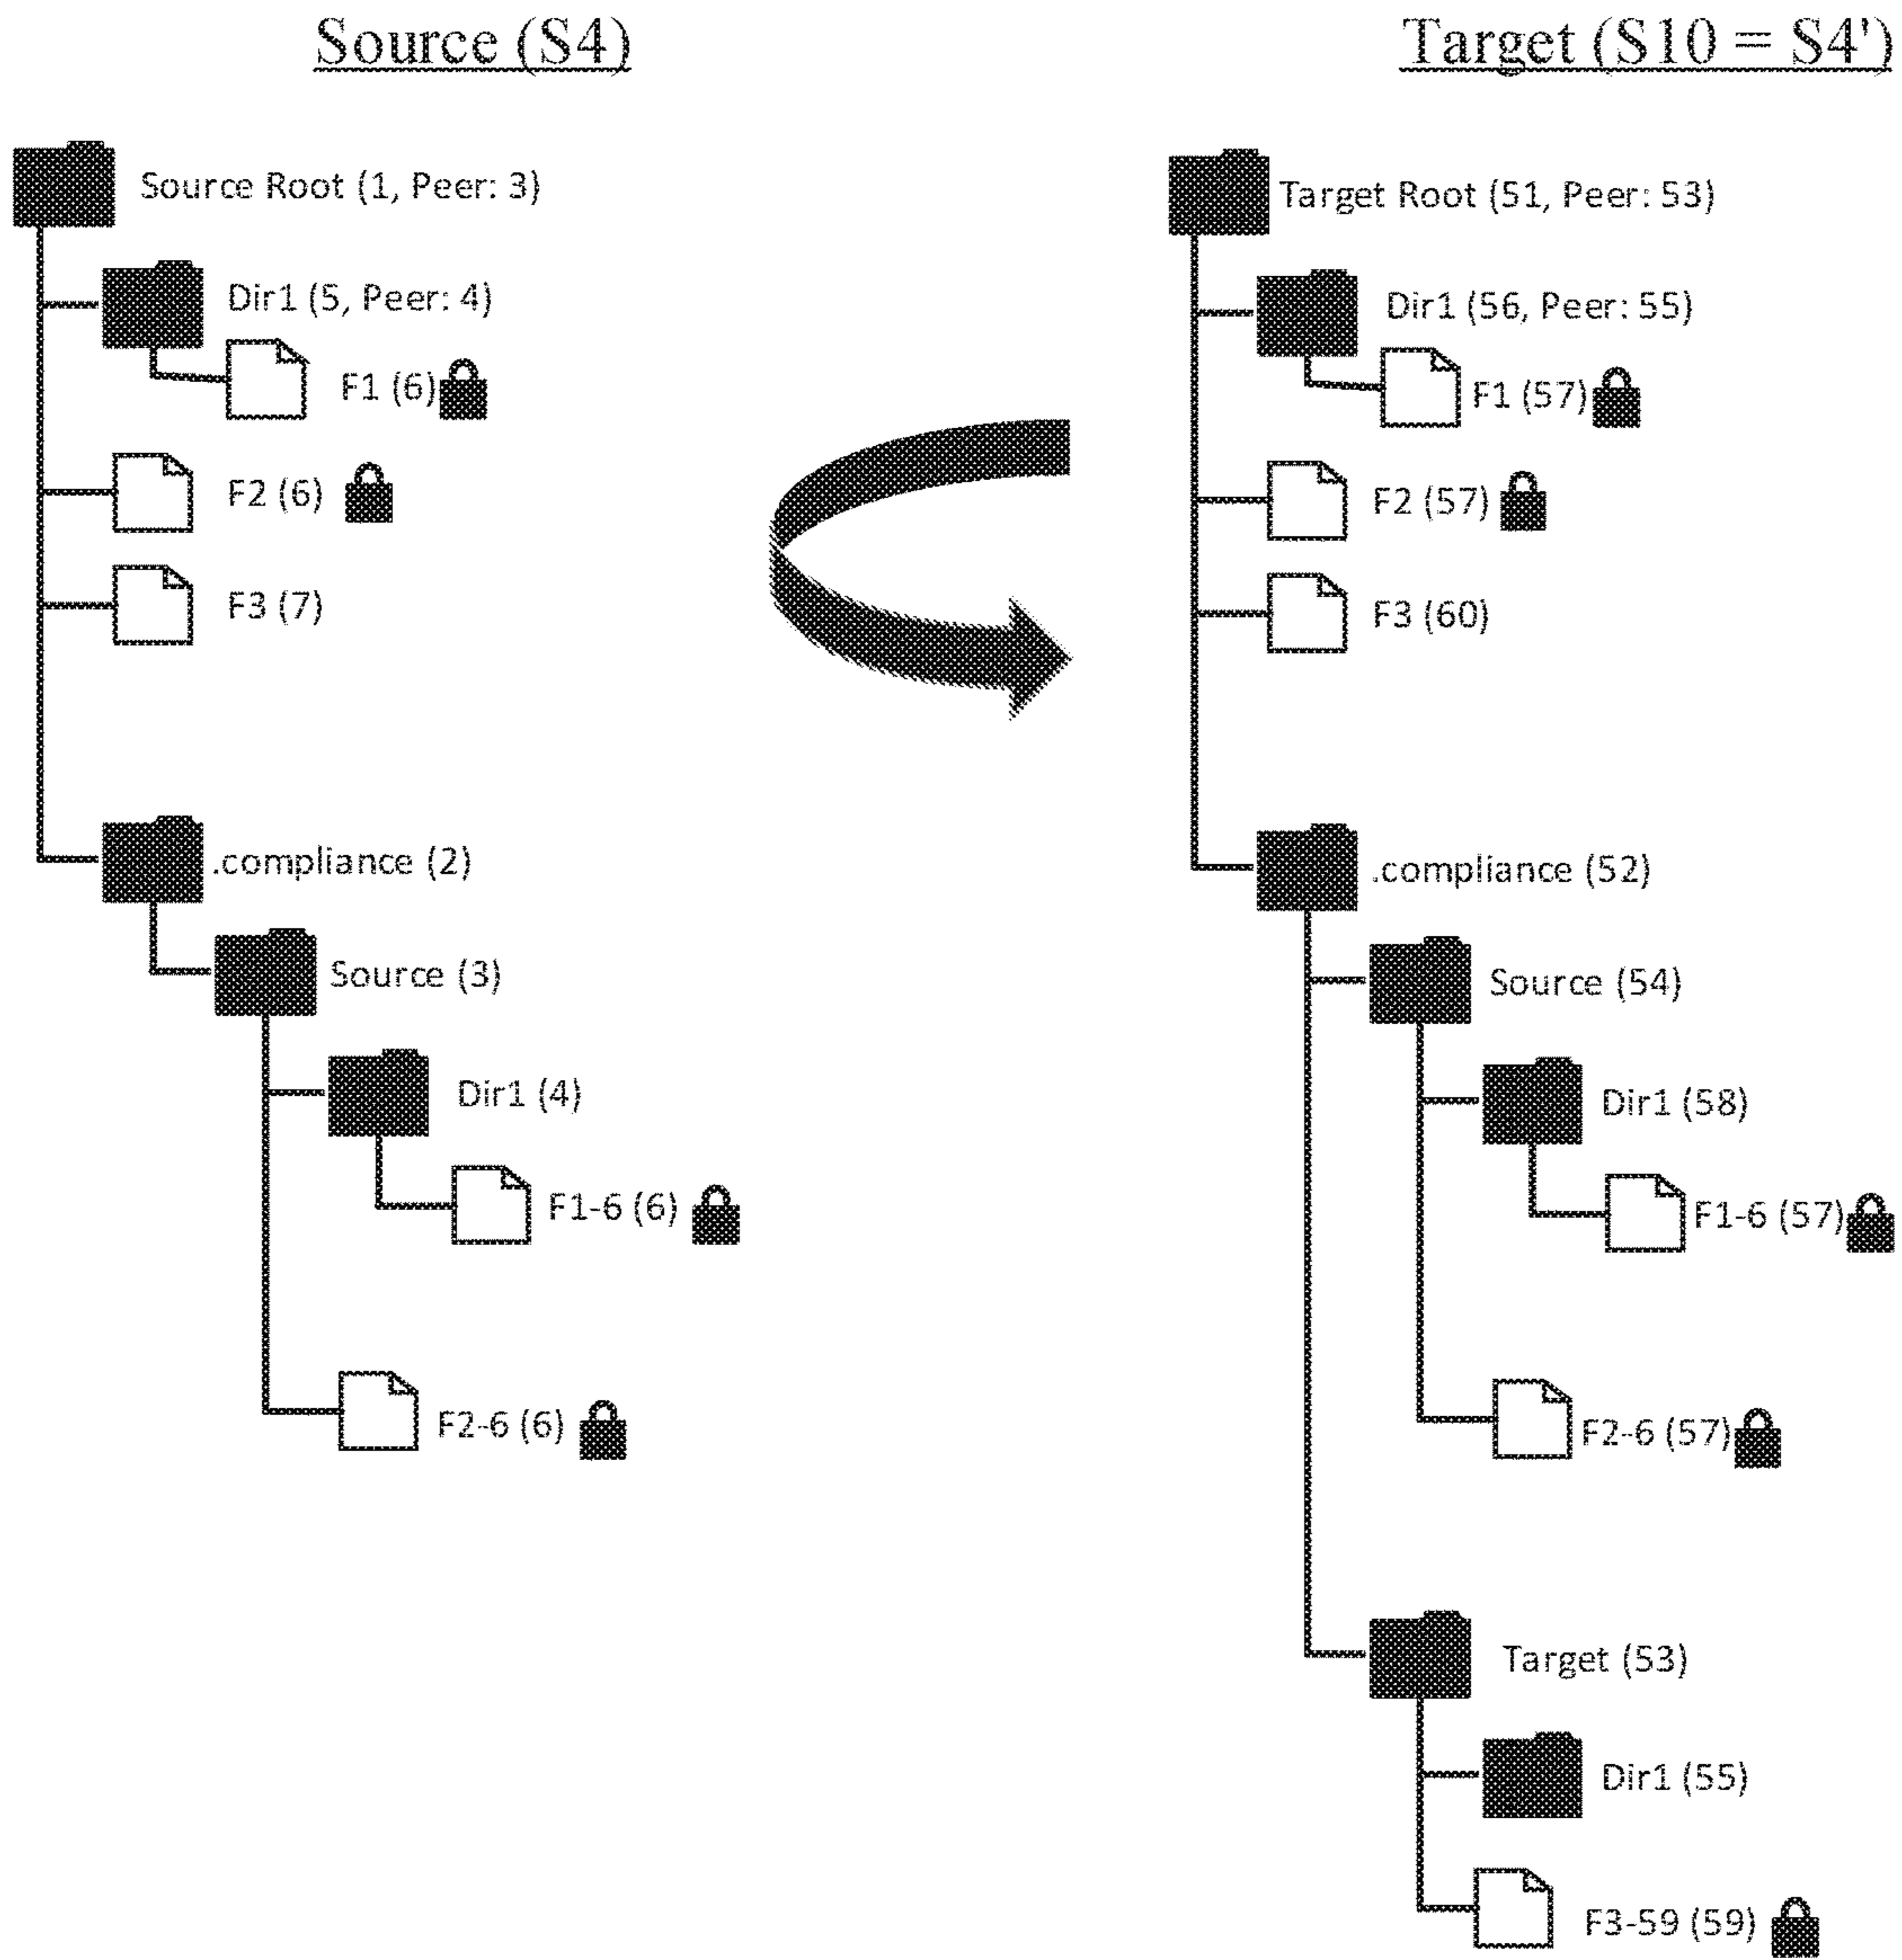 Source (S4)
Source Root (1, Peer: 3)
Dir1 (5, Peer: 4)
F1 (6)
F2 (6)
F3 (7)
.compliance (2)
Source (3)
Dir1 (4)
F1-6 (6)
F2-6 (6)
Target (S10 = S4')
Target Root (51, Peer: 53)
Dir1 (56, Peer: 55)
F1 (57)
F2 (57)
F3 (60)
.compliance (52)
Source (54)
Dir1 (58)
F1-6 (57)
F2-6 (57)
Target (53)
Dir1 (55)
F3-59 (59)